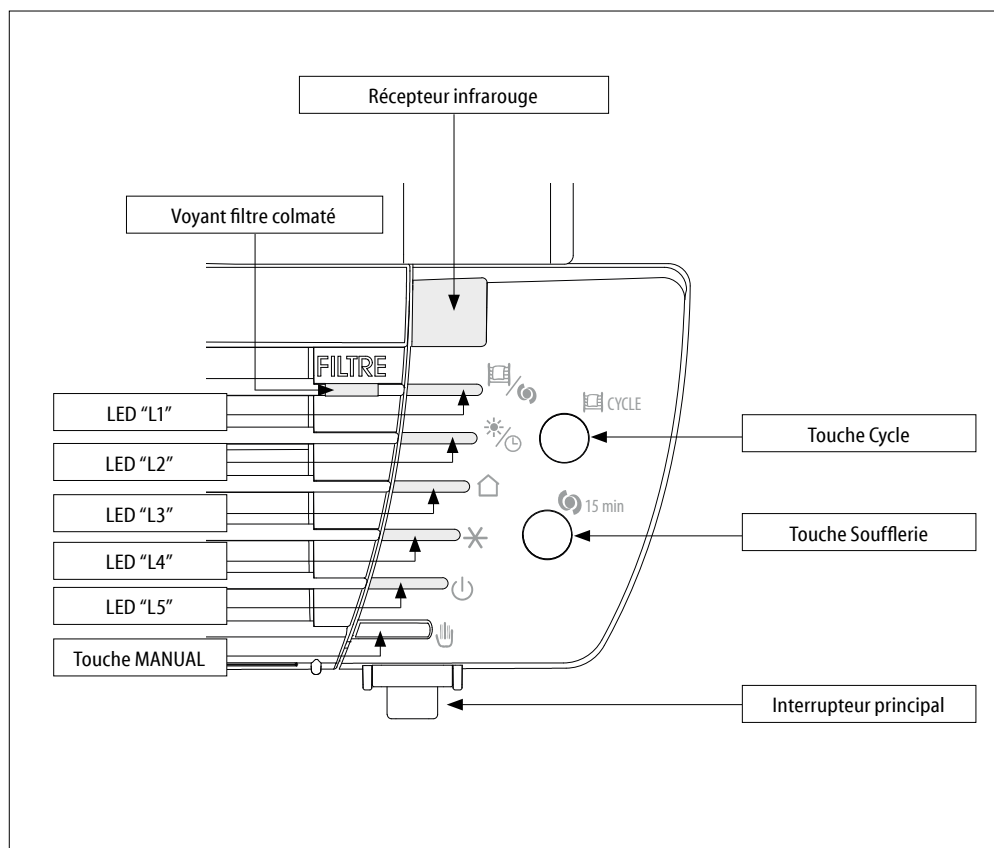 Récepteur infrarouge
Voyant filtre colmaté
FILTRE
LED “L1”
CYCLE
LED “L2”
Touche Cycle
LED “L3”
15 min
LED “L4”
Touche Soufflerie
LED “L5”
Touche MANUAL
Interrupteur principal